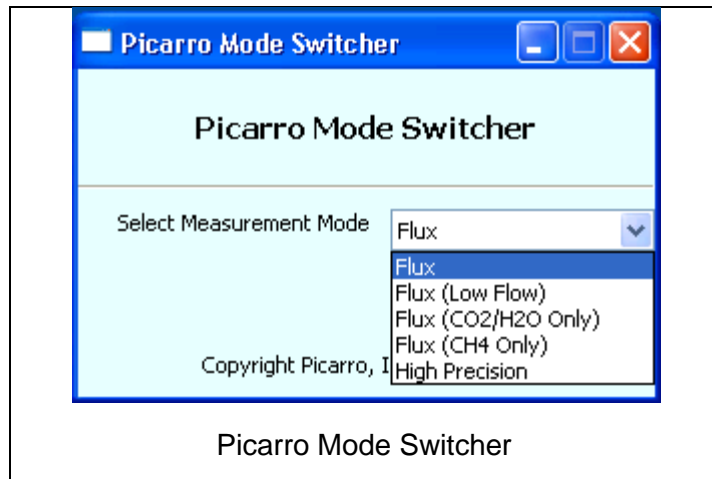 Picarro Mode Switcher
Picarro Mode Switcher
Select Measurement Mode
Flux
Flux
Flux (Low Flow)
Flux (CO2/H2O Only)
Flux (CH4 Only)
High Precision
Copyright Picarro, I
Picarro Mode Switcher